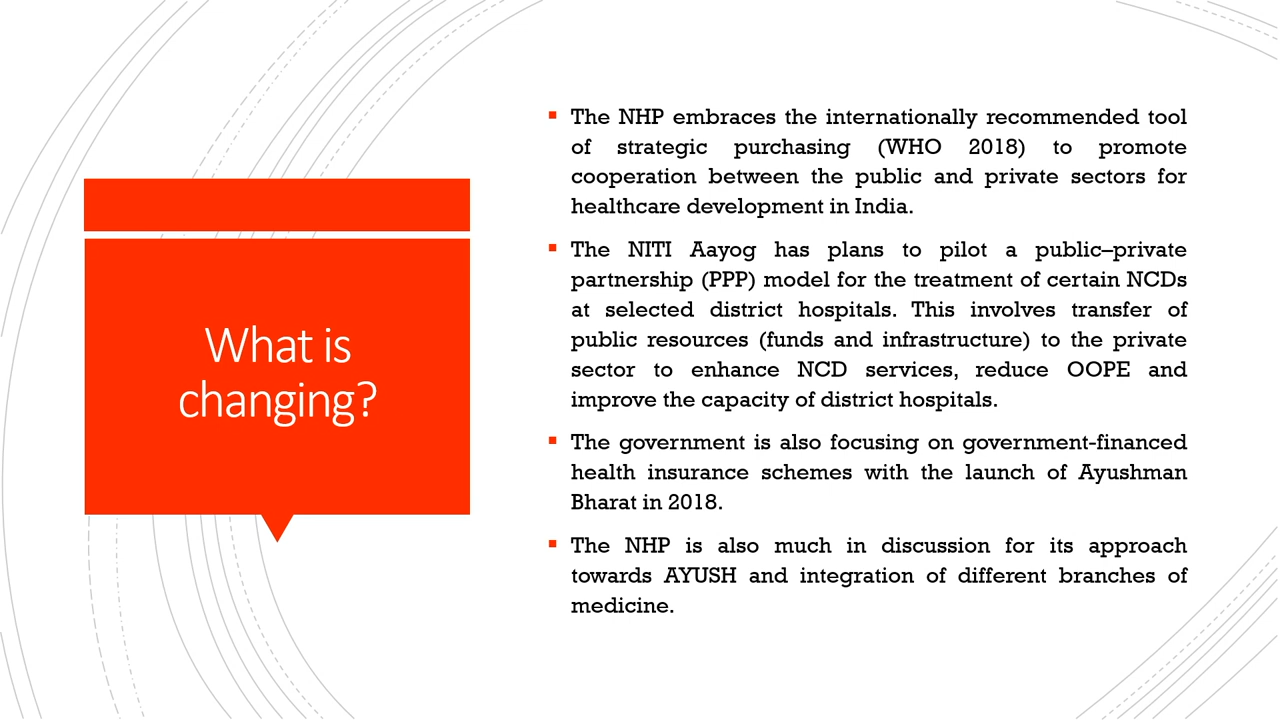 What is
changing?
The NHP embraces the internationally recommended tool
of strategic purchasing (WHO 2018) to promote
cooperation between the public and private sectors for
healthcare development in India.
The NITI Aayog has plans to pilot a public–private
partnership (PPP) model for the treatment of certain NCDs
at selected district hospitals. This involves transfer of
public resources (funds and infrastructure) to the private
sector to enhance NCD services, reduce OOPE and
improve the capacity of district hospitals.
The government is also focusing on government-financed
health insurance schemes with the launch of Ayushman
Bharat in 2018.
The NHP is also much in discussion for its approach
towards AYUSH and integration of different branches of
medicine.